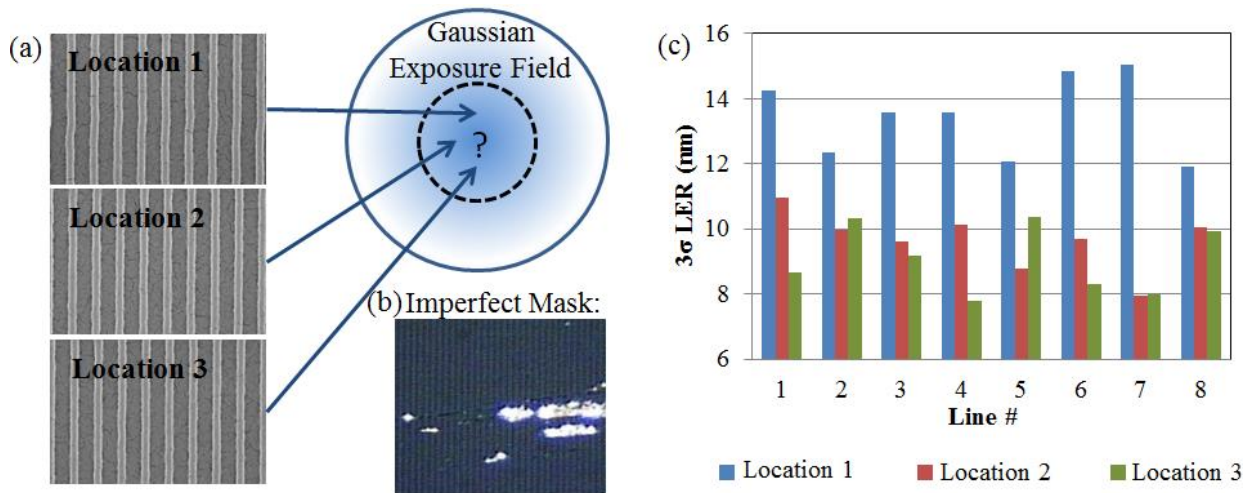 (a)
Location 1
Location 2
Location 3
Gaussian
Exposure Field
?
(b) Imperfect Mask:
(c)
3σ LER (nm)
16
14
12
10
8
6
1 2 3 4 5 6 7 8
Line #
Location 1 Location 2 Location 3